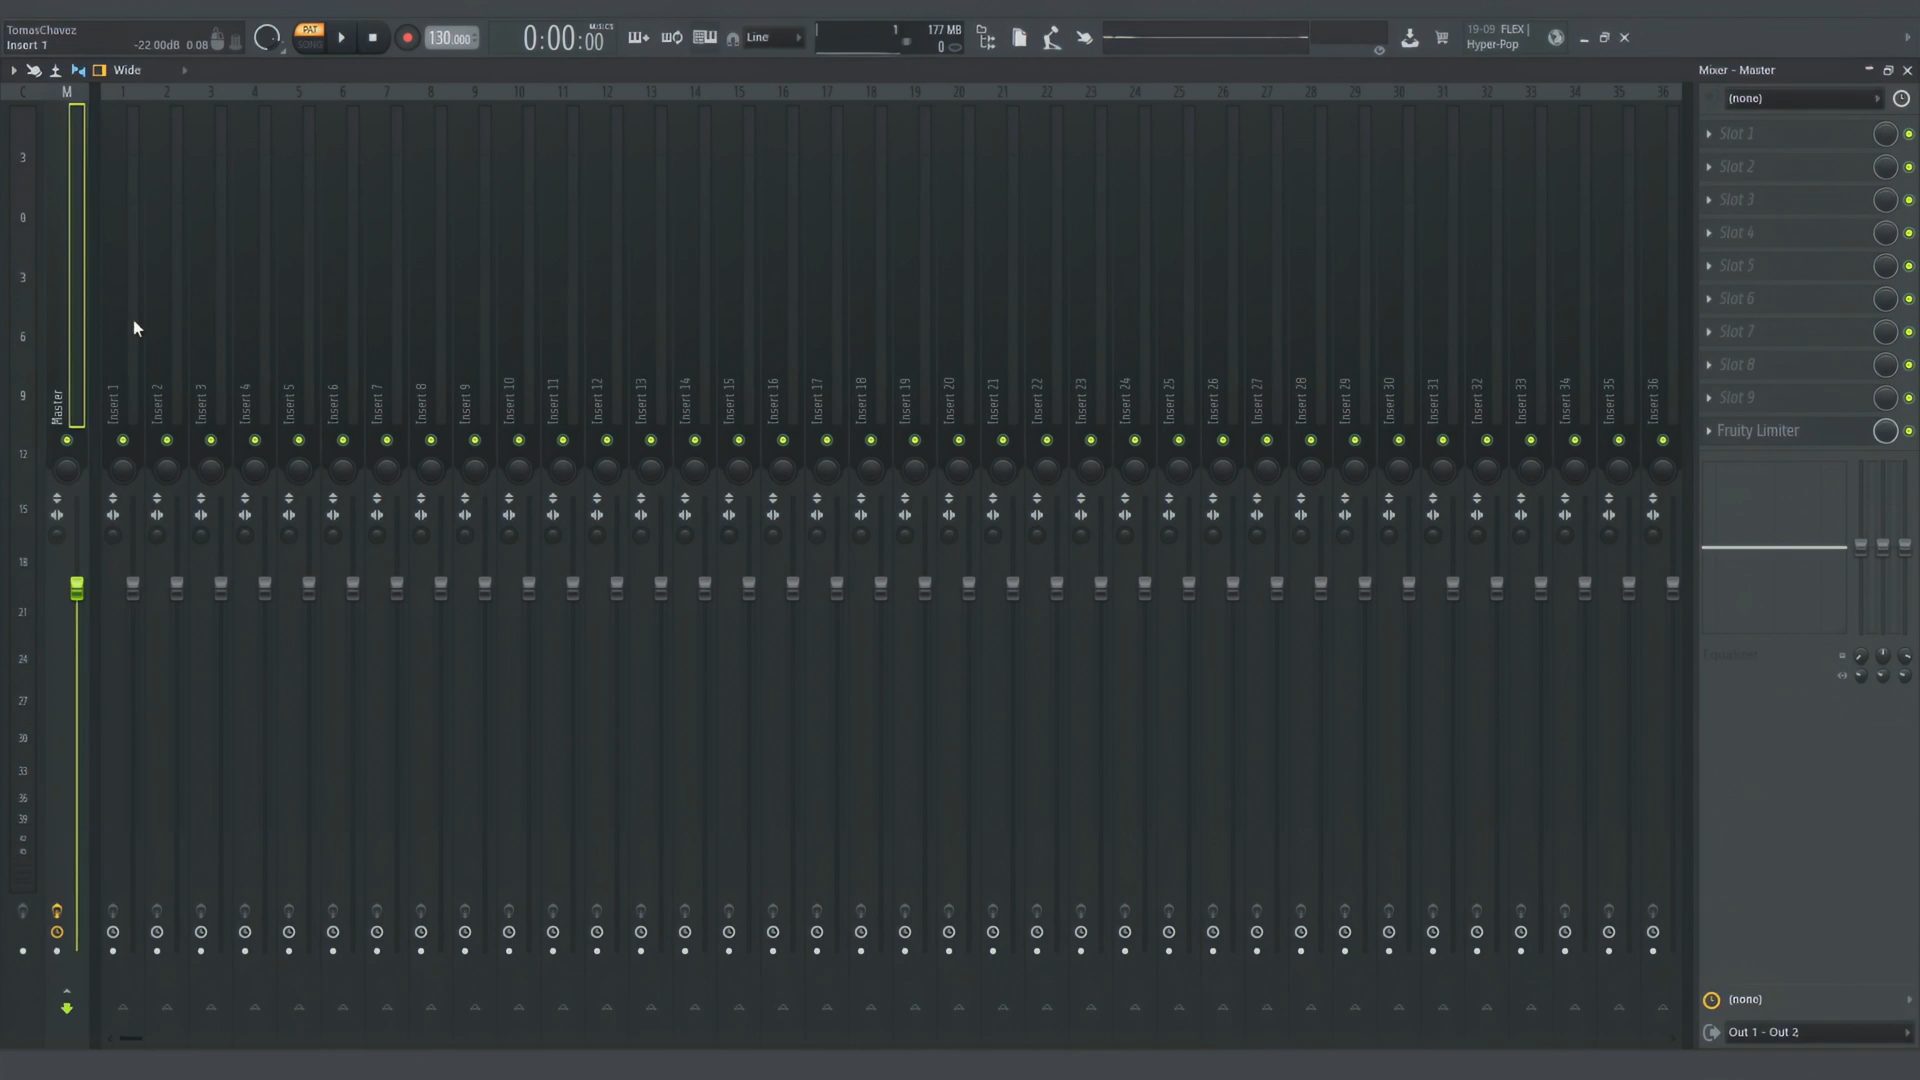 TomasChavez
Insert 1
-22.00dB 0 08
PAT
SONG
130.000
0:00:00
M:S:CS
Line
1
177 MB
0
19-09 FLEX |
Hyper-Pop
Wide
Mixer - Master
C M 1 2 3 4 5 6 7 8 9 10 11 12 13 14 15 16 17 18 19 20 21 22 23 24 25 26 27 28 29 30 31 32 33 34 35 36
(none)
Slot 1
Slot 2
Slot 3
Slot 4
Slot 5
Slot 6
Slot 7
Slot 8
Slot 9
Fruity Limiter
3
0
3
6
9
12
15
18
21
24
27
30
33
36
39
Master
Insert 1
Insert 2
Insert 3
Insert 4
Insert 5
Insert 6
Insert 7
Insert 8
Insert 9
Insert 10
Insert 11
Insert 12
Insert 13
Insert 14
Insert 15
Insert 16
Insert 17
Insert 18
Insert 19
Insert 20
Insert 21
Insert 22
Insert 23
Insert 24
Insert 25
Insert 26
Insert 27
Insert 28
Insert 29
Insert 30
Insert 31
Insert 32
Insert 33
Insert 34
Insert 35
Insert 36
Equalizer
(none)
Out 1 - Out 2